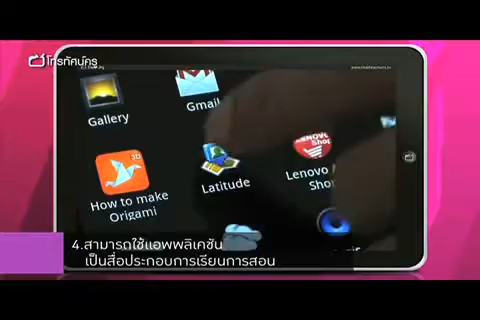 โทรทัศน์ครู
Gallery
Gmail
Latitude
Lenovo
Shop
How to make
Origami
4.สามารถใช้แอพพลิเคชัน
เป็นสื่อประกอบการเรียนการสอน